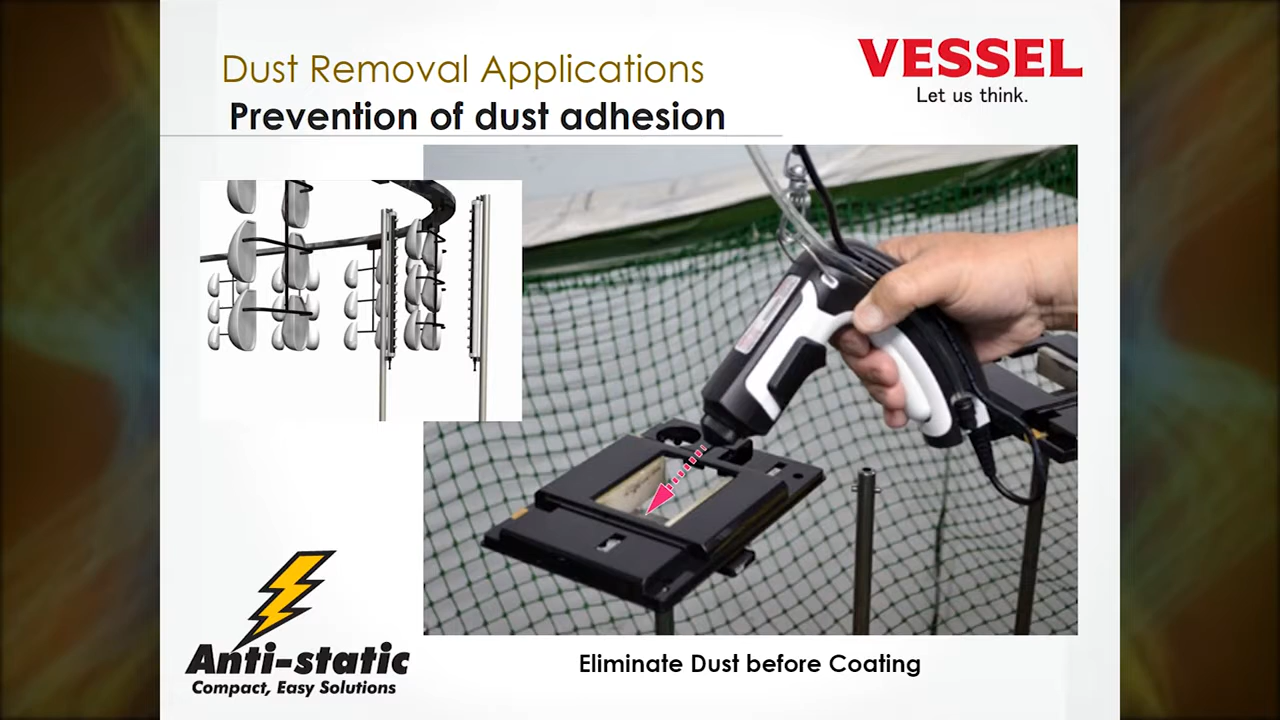 Dust Removal Applications
Prevention of dust adhesion
VESSEL
Let us think.
Anti-static
Compact, Easy Solutions
Eliminate Dust before Coating